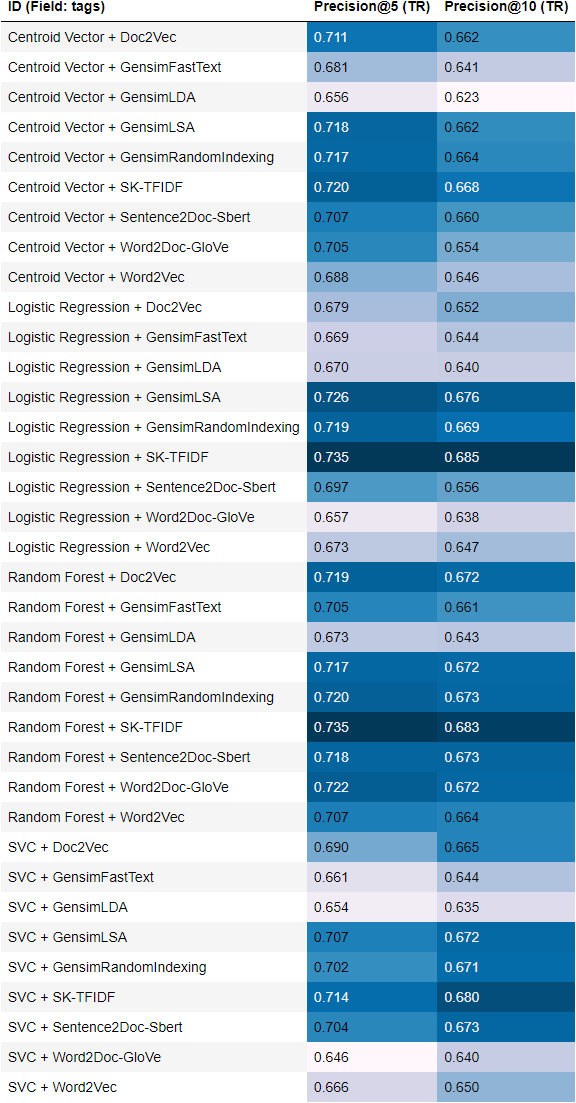 ID (Field: tags) Precision@5 (TR) Precision@10 (TR)
Centroid Vector + Doc2Vec 0.711 0.662
Centroid Vector + GensimFastText 0.681 0.641
Centroid Vector + GensimLDA 0.656 0.623
Centroid Vector + GensimLSA 0.718 0.662
Centroid Vector + GensimRandomIndexing 0.717 0.664
Centroid Vector + SK-TFIDF 0.720 0.668
Centroid Vector + Sentence2Doc-Sbert 0.707 0.660
Centroid Vector + Word2Doc-GloVe 0.705 0.654
Centroid Vector + Word2Vec 0.688 0.646
Logistic Regression + Doc2Vec 0.679 0.652
Logistic Regression + GensimFastText 0.669 0.644
Logistic Regression + GensimLDA 0.670 0.640
Logistic Regression + GensimLSA 0.726 0.676
Logistic Regression + GensimRandomIndexing 0.719 0.669
Logistic Regression + SK-TFIDF 0.735 0.685
Logistic Regression + Sentence2Doc-Sbert 0.697 0.656
Logistic Regression + Word2Doc-GloVe 0.657 0.638
Logistic Regression + Word2Vec 0.673 0.647
Random Forest + Doc2Vec 0.719 0.672
Random Forest + GensimFastText 0.705 0.661
Random Forest + GensimLDA 0.673 0.643
Random Forest + GensimLSA 0.717 0.672
Random Forest + GensimRandomIndexing 0.720 0.673
Random Forest + SK-TFIDF 0.735 0.683
Random Forest + Sentence2Doc-Sbert 0.718 0.673
Random Forest + Word2Doc-GloVe 0.722 0.672
Random Forest + Word2Vec 0.707 0.664
SVC + Doc2Vec 0.690 0.665
SVC + GensimFastText 0.661 0.644
SVC + GensimLDA 0.654 0.635
SVC + GensimLSA 0.707 0.672
SVC + GensimRandomIndexing 0.702 0.671
SVC + SK-TFIDF 0.714 0.680
SVC + Sentence2Doc-Sbert 0.704 0.673
SVC + Word2Doc-GloVe 0.646 0.640
SVC + Word2Vec 0.666 0.650